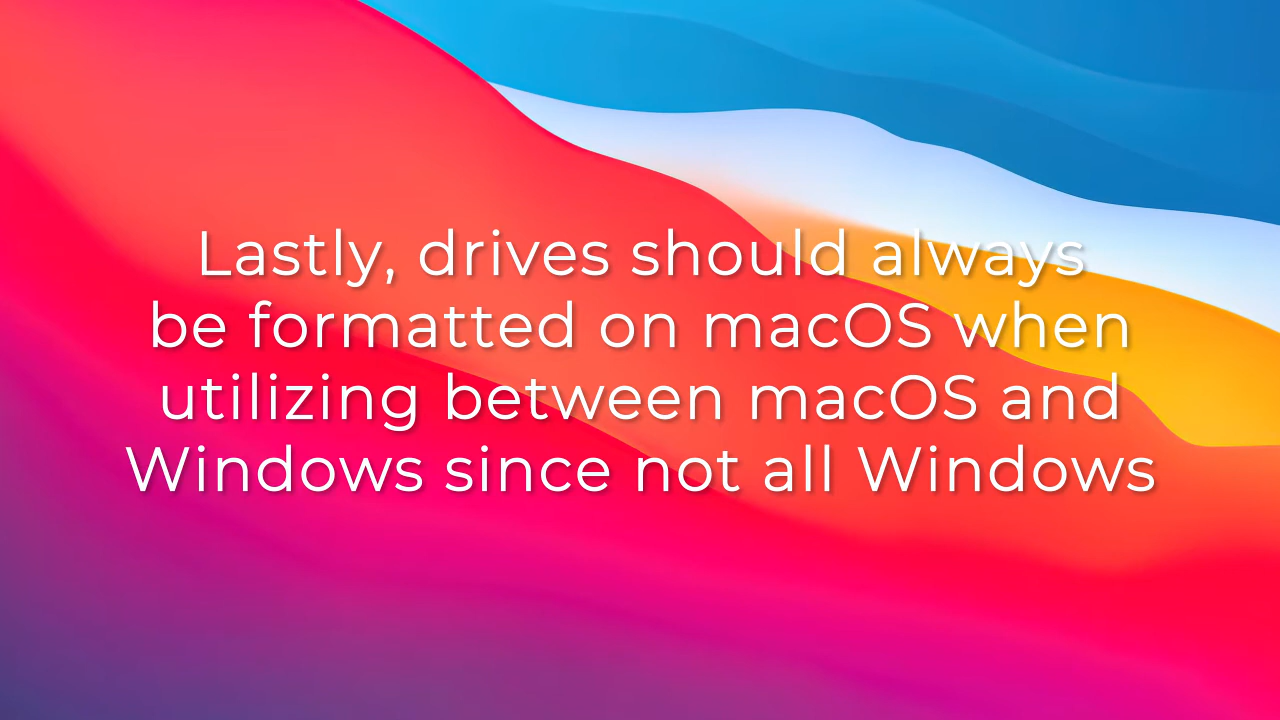 Lastly, drives should always
be formatted on macOS when
utilizing between macOS and
Windows since not all Windows